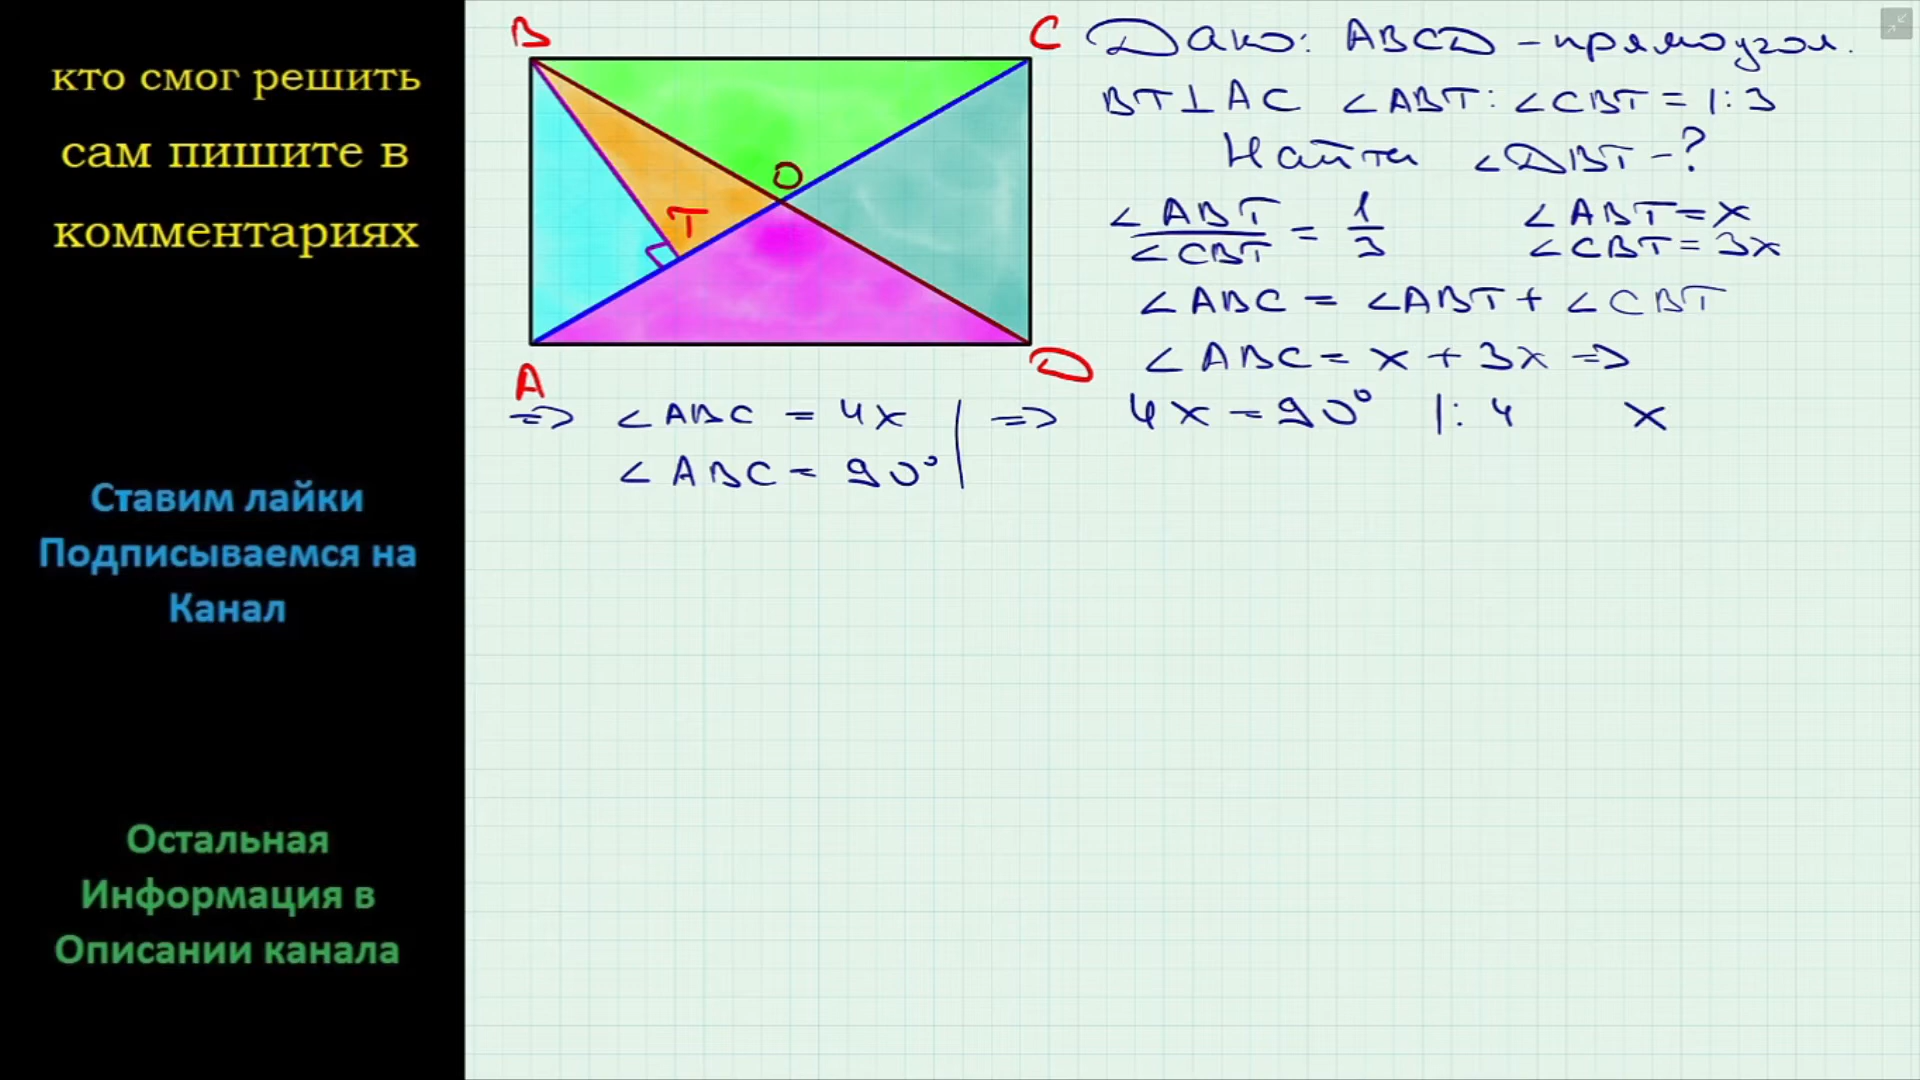 кто смог решить
сам пишите в
комментариях
Ставим лайки
Подписываемся на
Канал
Остальная
Информация в
Описании канала
B
C
O
T
A
D
Дано: ABCD – прямоугол.
BT⊥AC ∠ABT:∠CBT = 1:3
Найти ∠DBT – ?
∠ABT/∠CBT = 1/3
∠ABT = x
∠CBT = 3x
∠ABC = ∠ABT + ∠CBT
∠ABC = x + 3x =>
=> ∠ABC = 4x | => 4x = 90° |: 4 x
∠ABC = 90°